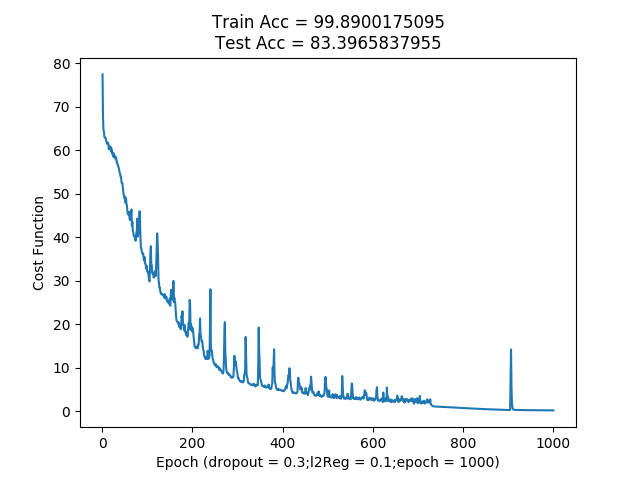 Train Acc = 99.8900175095
Test Acc = 83.3965837955
80
70
60
50
40
30
20
10
0
Cost Function
0 200 400 600 800 1000
Epoch (dropout = 0.3;l2Reg = 0.1;epoch = 1000)